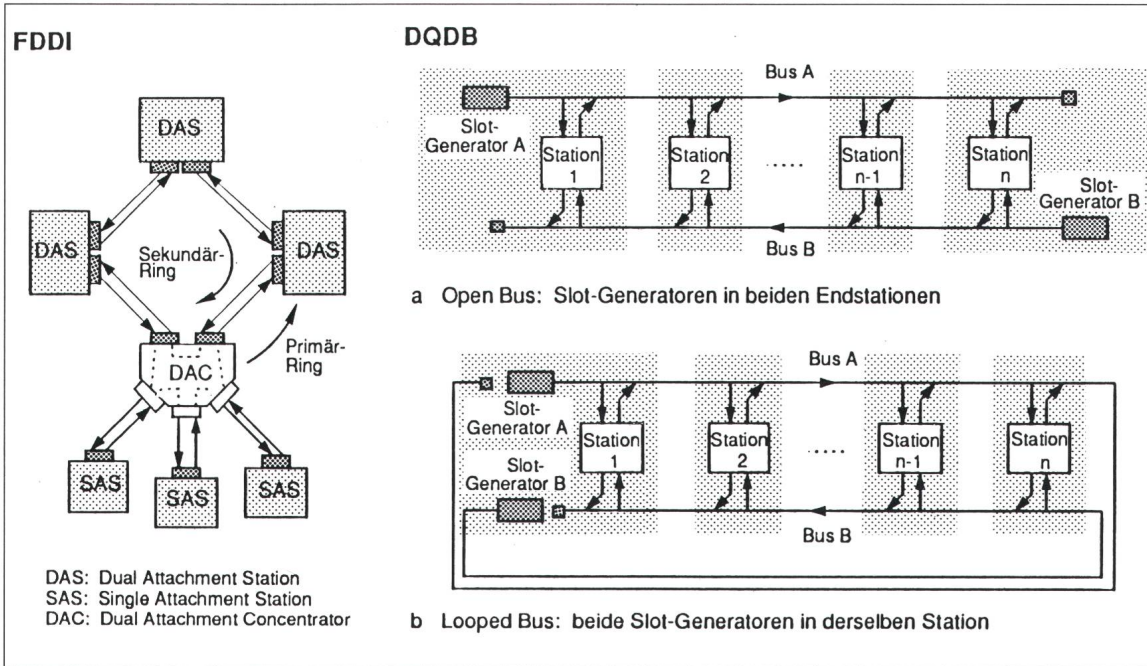 FDDI
DAS
DAS
DAS
Sekundär-
Ring
Primär-
Ring
DAC
SAS
SAS
SAS
DAS: Dual Attachment Station
SAS: Single Attachment Station
DAC: Dual Attachment Concentrator
DQDB
Bus A
Slot-
Generator A
Station
1
Station
2
.....
Station
n-1
Station
n
Slot-
Generator B
Bus B
a Open Bus: Slot-Generatoren in beiden Endstationen
Bus A
Slot-
Generator A
Slot-
Generator B
Station
1
Station
2
.....
Station
n-1
Station
n
Bus B
b Looped Bus: beide Slot-Generatoren in derselben Station